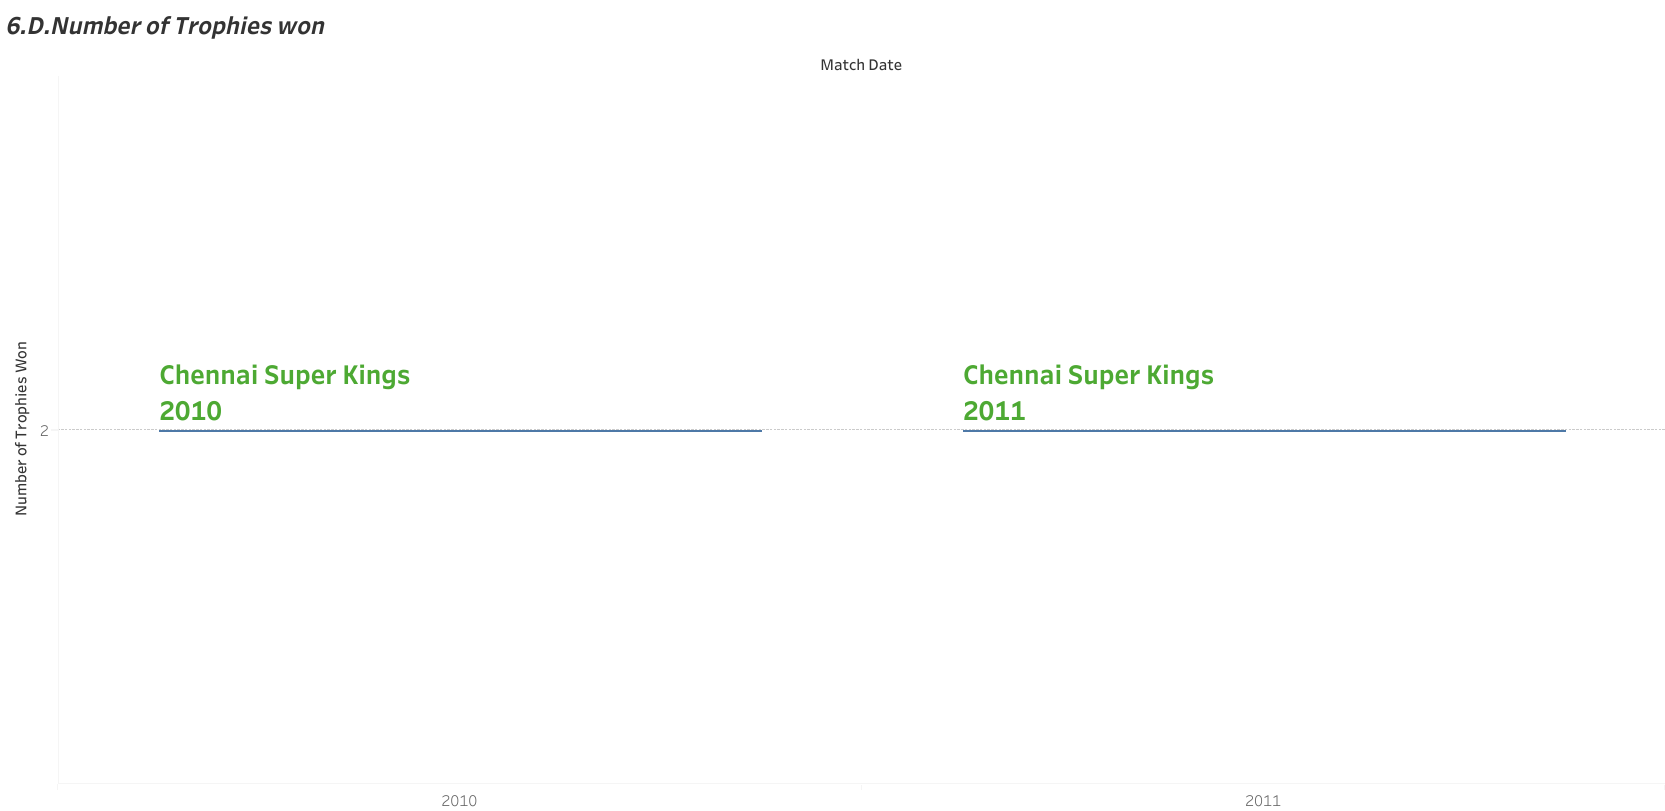 6.D.Number of Trophies won
Match Date
Number of Trophies Won
2
Chennai Super Kings
2010
Chennai Super Kings
2011
2010
2011